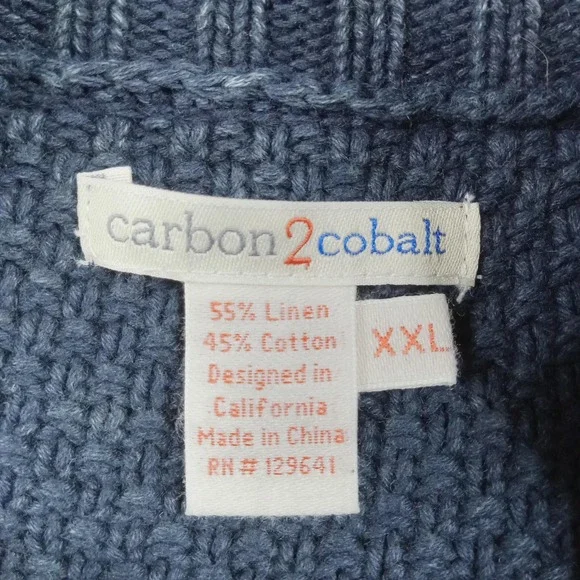 carbon2cobalt
55% Linen
45% Cotton
Designed in
California
Made in China
RN # 129641
XXL